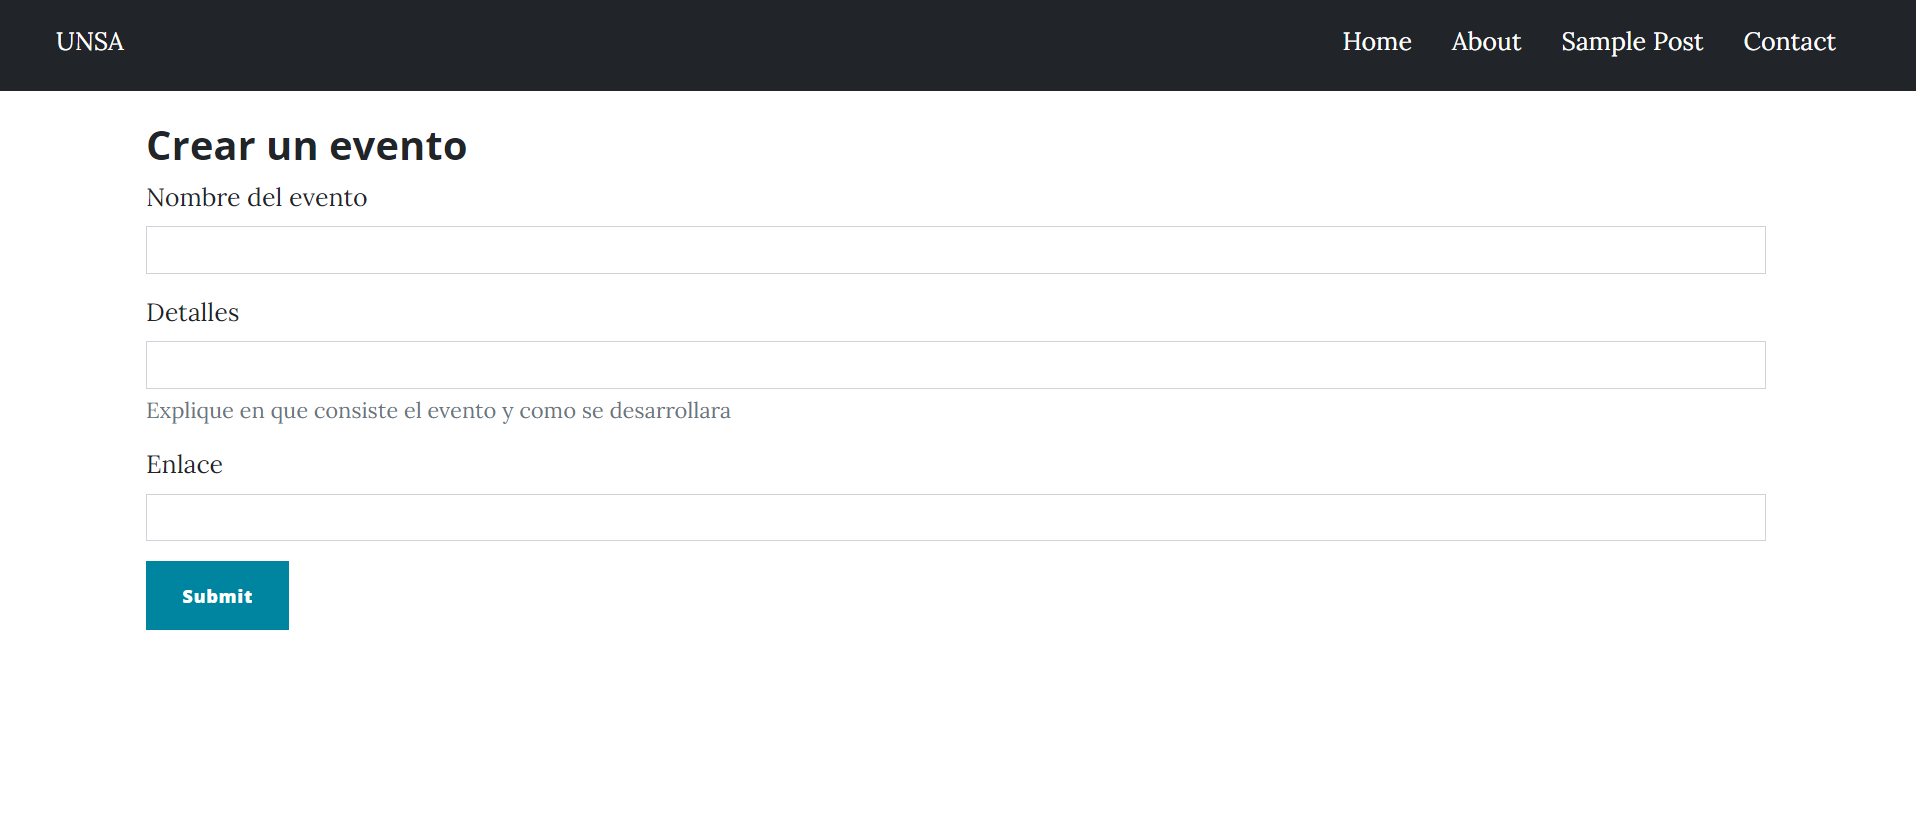 UNSA Home About Sample Post Contact
Crear un evento
Nombre del evento
Detalles
Explique en que consiste el evento y como se desarrollara
Enlace
Submit